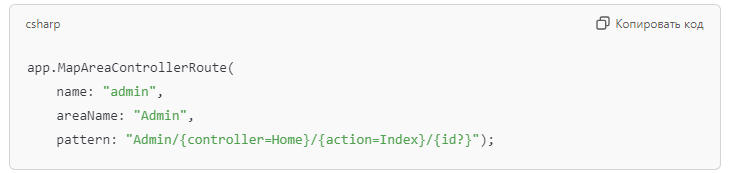 csharp
Копировать код
app.MapAreaControllerRoute(
    name: "admin",
    areaName: "Admin",
    pattern: "Admin/{controller=Home}/{action=Index}/{id?}");